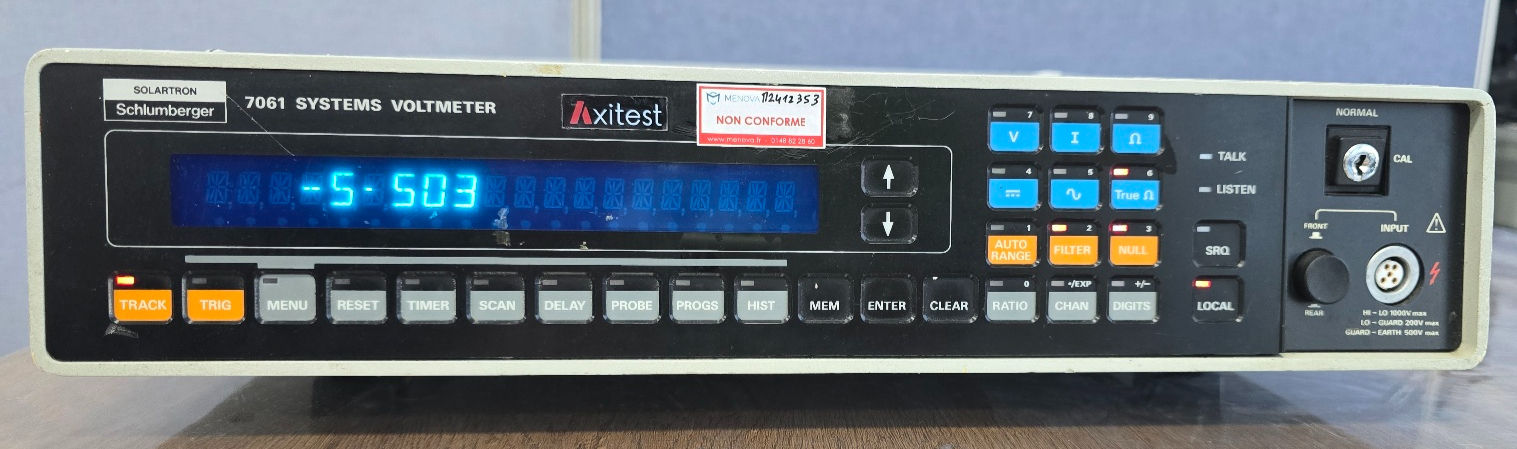 SOLARTRON
Schlumberger
7061 SYSTEMS VOLTMETER
Axitest
MENOVA
NON CONFORME
www.menova.fr - 0148 62 28 60
-5- 503
7
V
8
I
9
Ω
4
5
6
True Ω
1
AUTO RANGE
2
FILTER
3
NULL
TALK
LISTEN
SRQ
LOCAL
NORMAL
CAL
FRONT
INPUT
REAR
HI - LO 1000V max
LO - GUARD 200V max
GUARD - EARTH 500V max
TRACK
TRIG
MENU
RESET
TIMER
SCAN
DELAY
PROBE
PROGS
HIST
MEM
ENTER
CLEAR
0
RATIO
•/EXP
CHAN
+/−
DIGITS